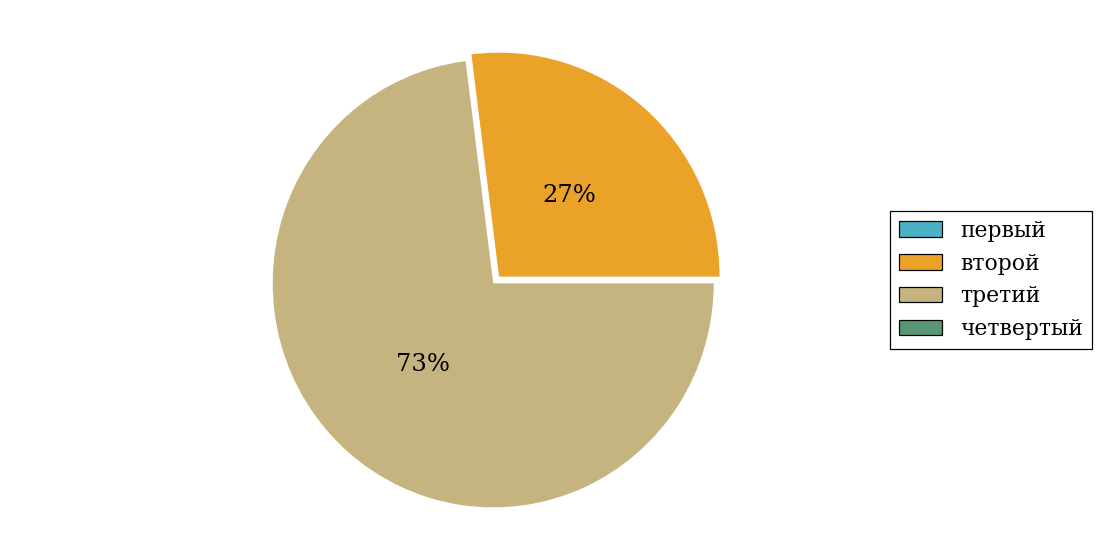 27%
73%
первый
второй
третий
четвертый